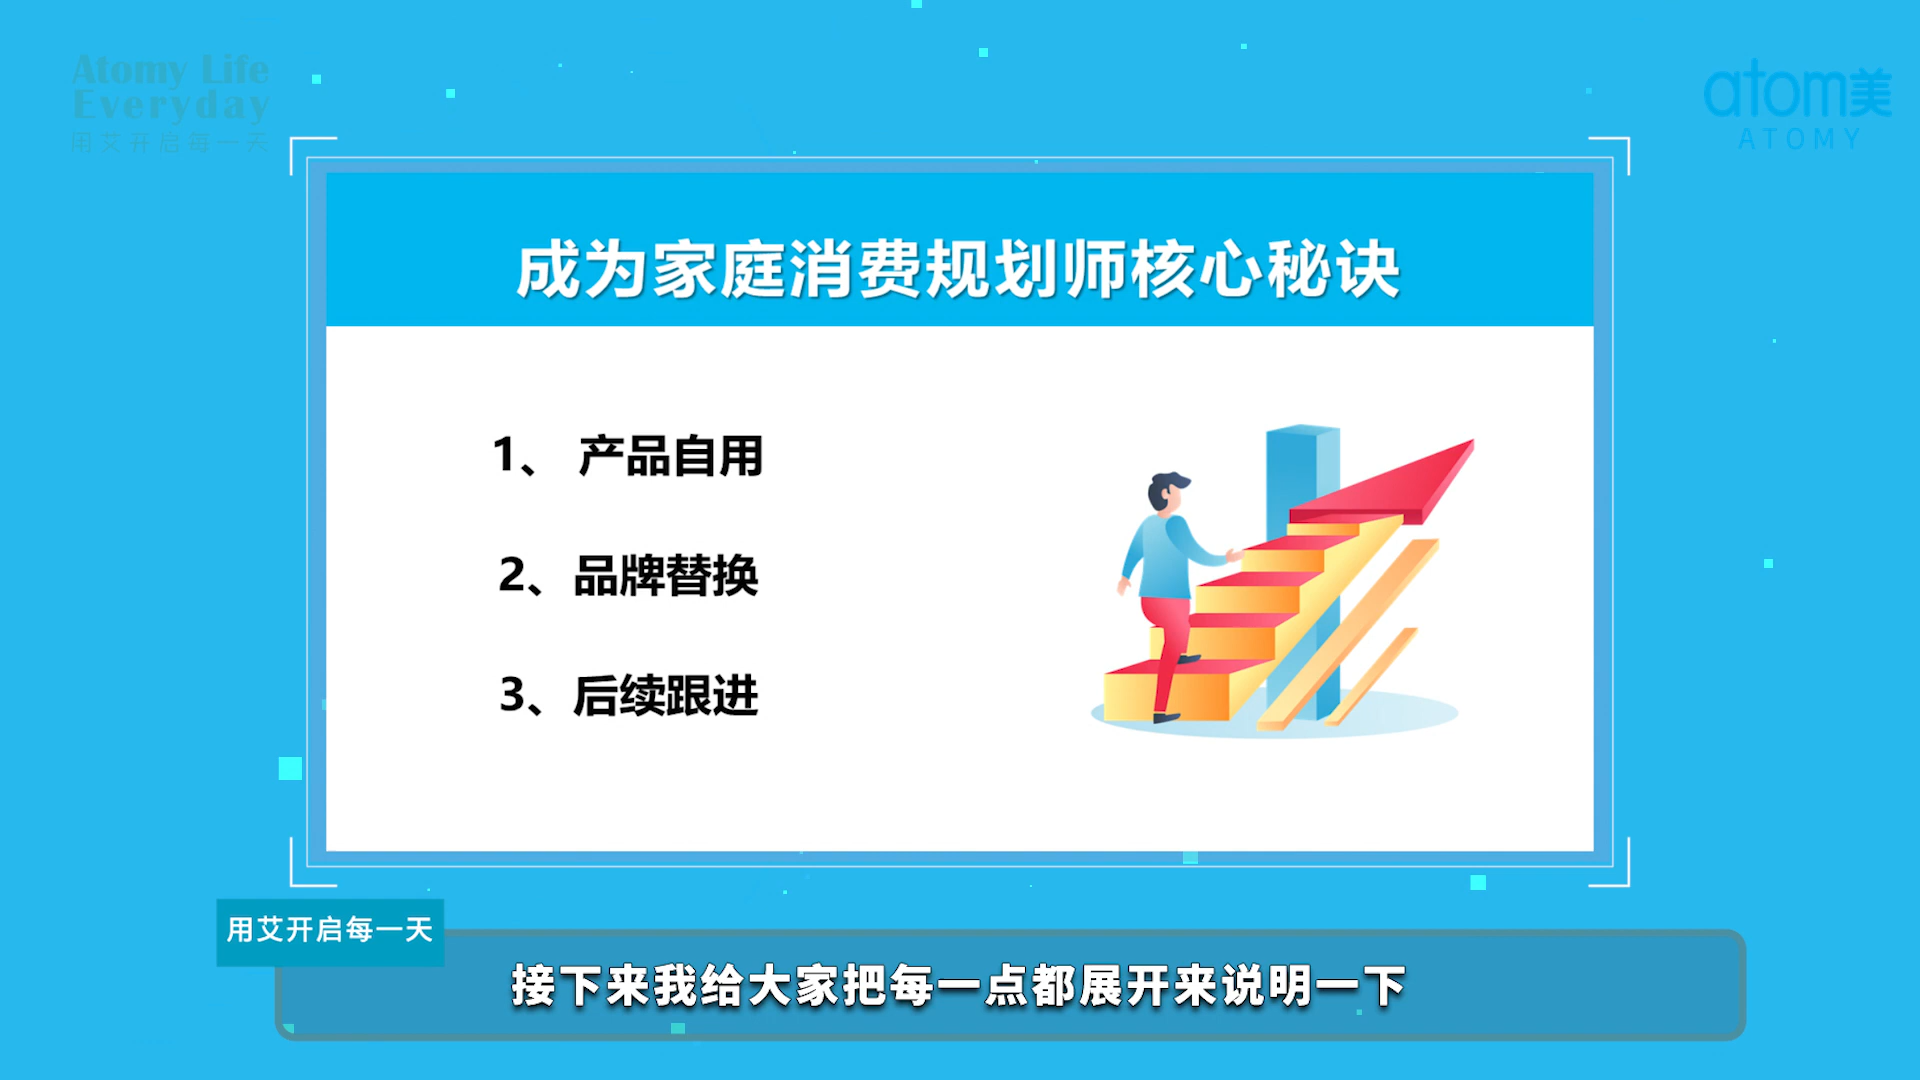 Atomy Life
Everyday
用艾开启每一天
atom美
ATOMY
成为家庭消费规划师核心秘诀
1、 产品自用
2、品牌替换
3、后续跟进
用艾开启每一天
接下来我给大家把每一点都展开来说明一下